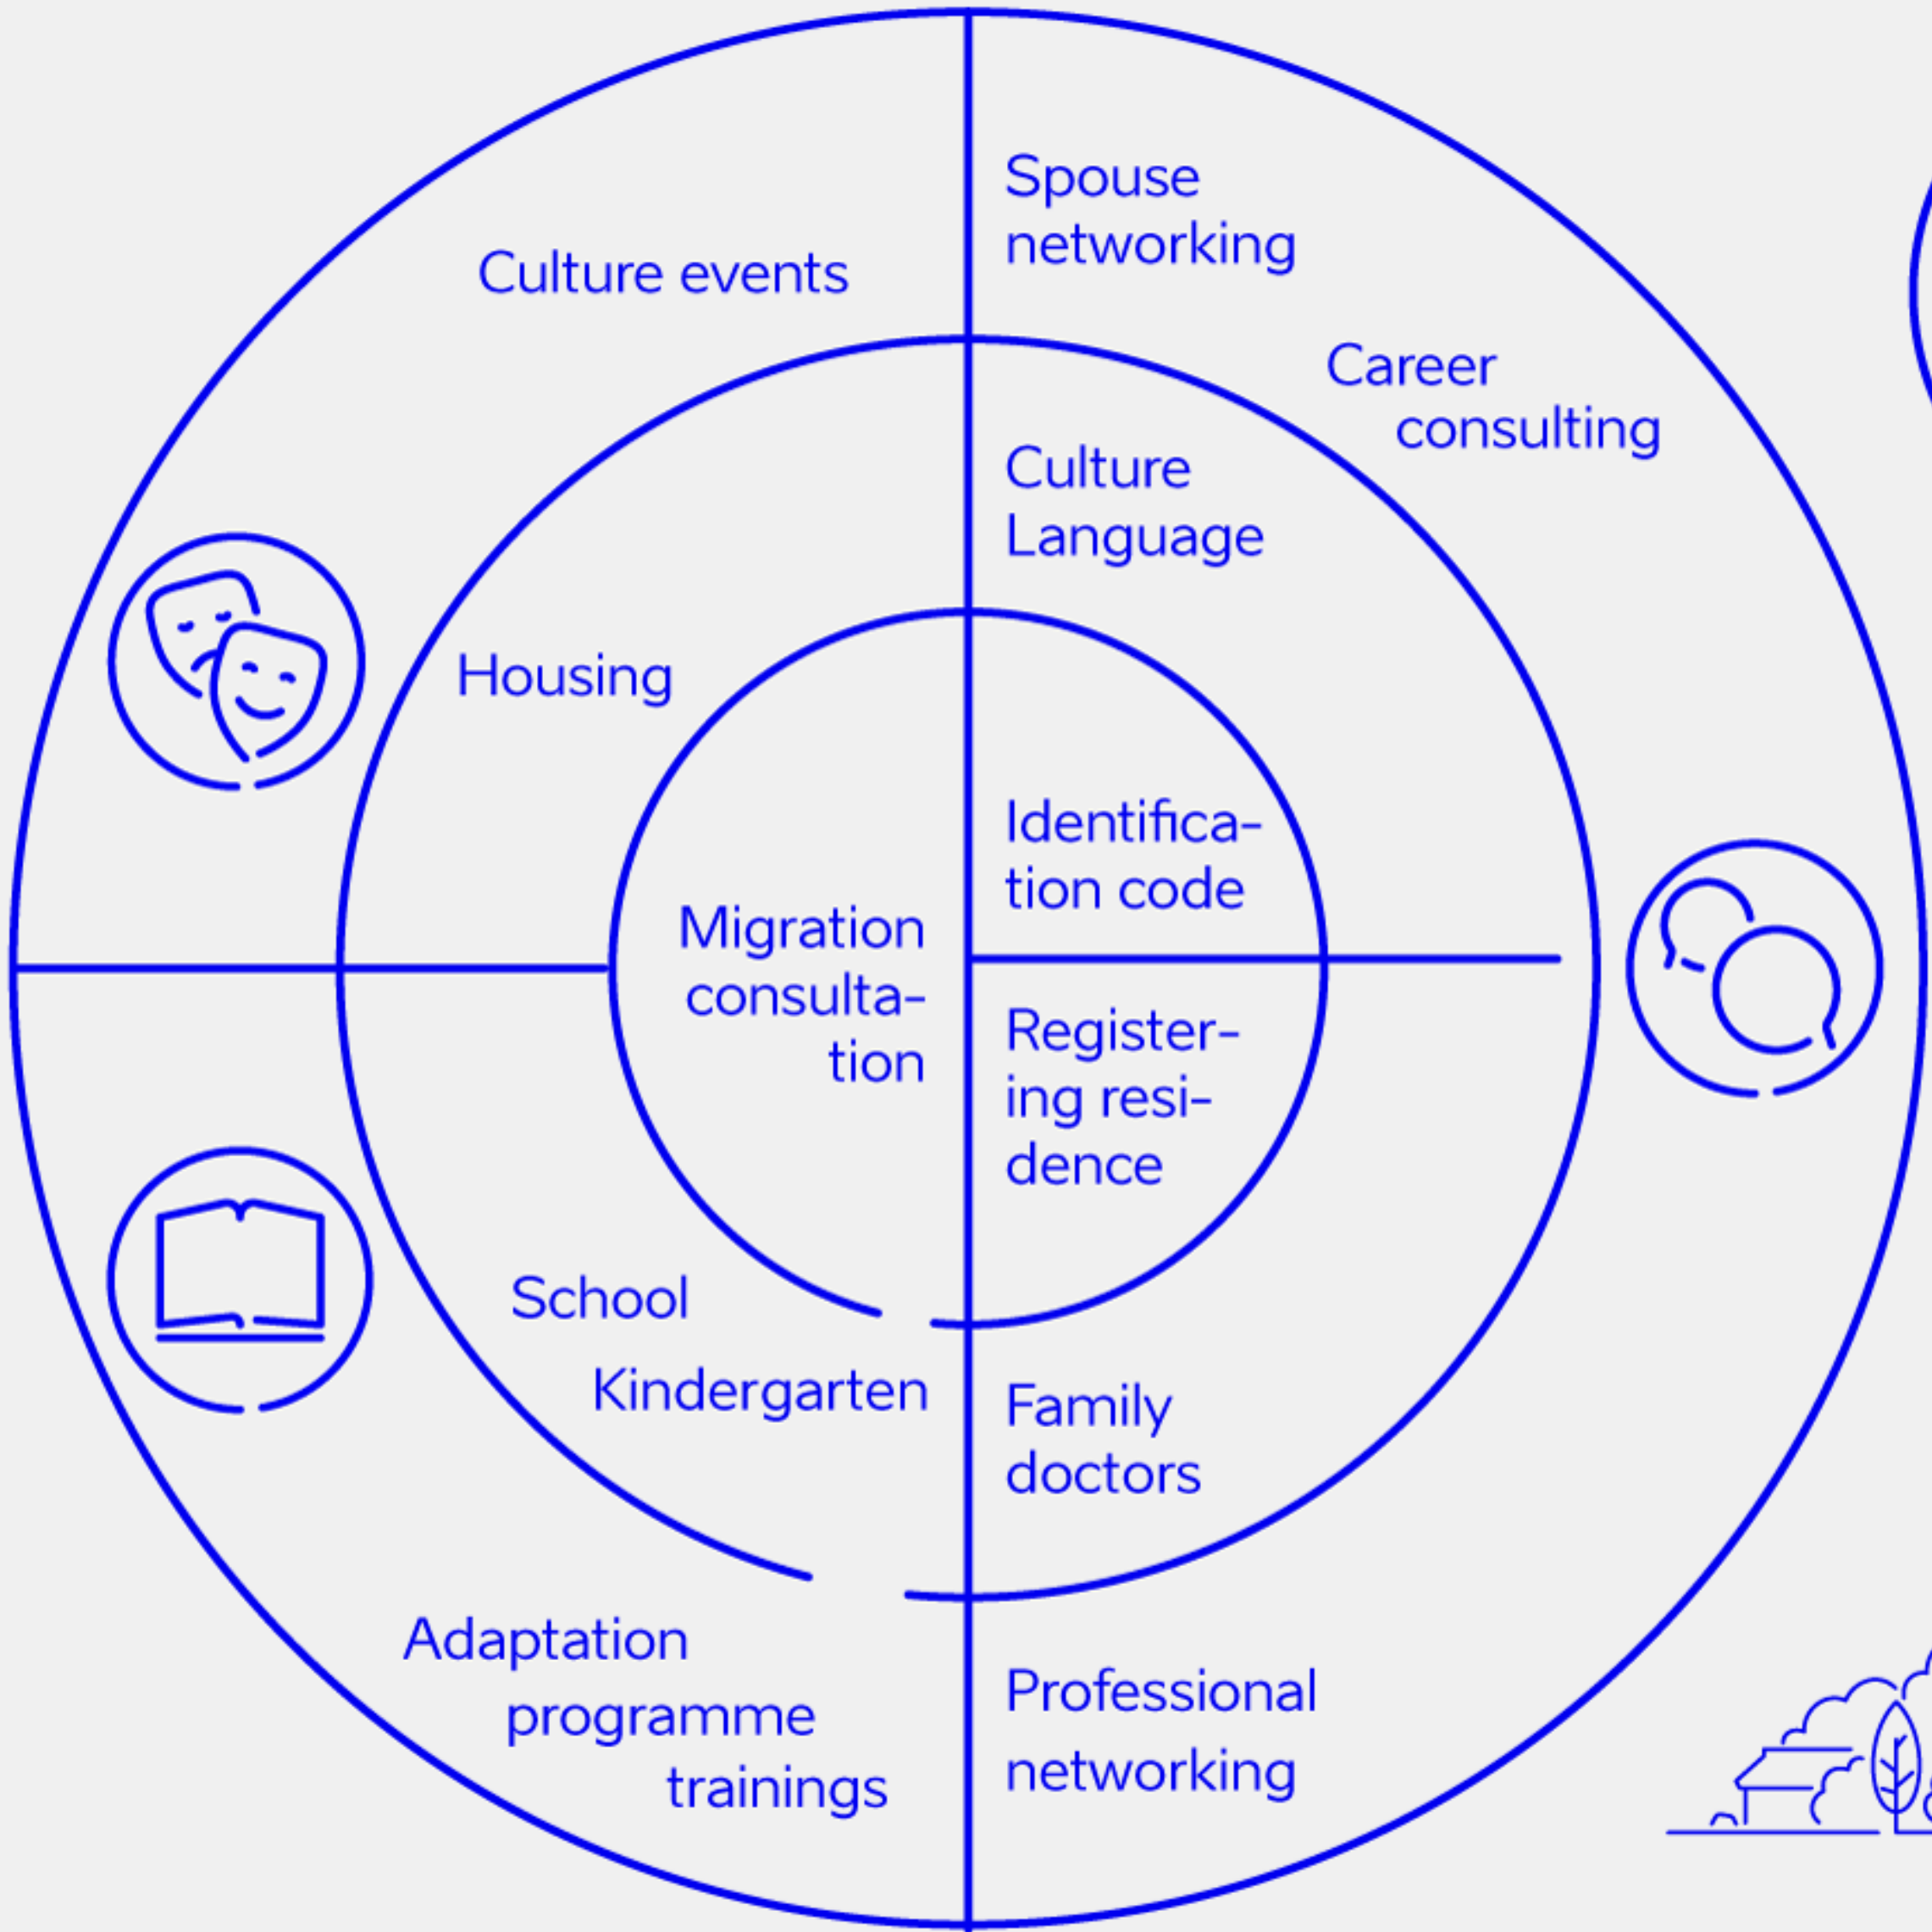 Spouse
networking
Culture events
Career
consulting
Culture
Language
Housing
Identifica-
tion code
Migration
consulta-
tion
Register-
ing resi-
dence
School
Kindergarten
Family
doctors
Adaptation
programme
trainings
Professional
networking